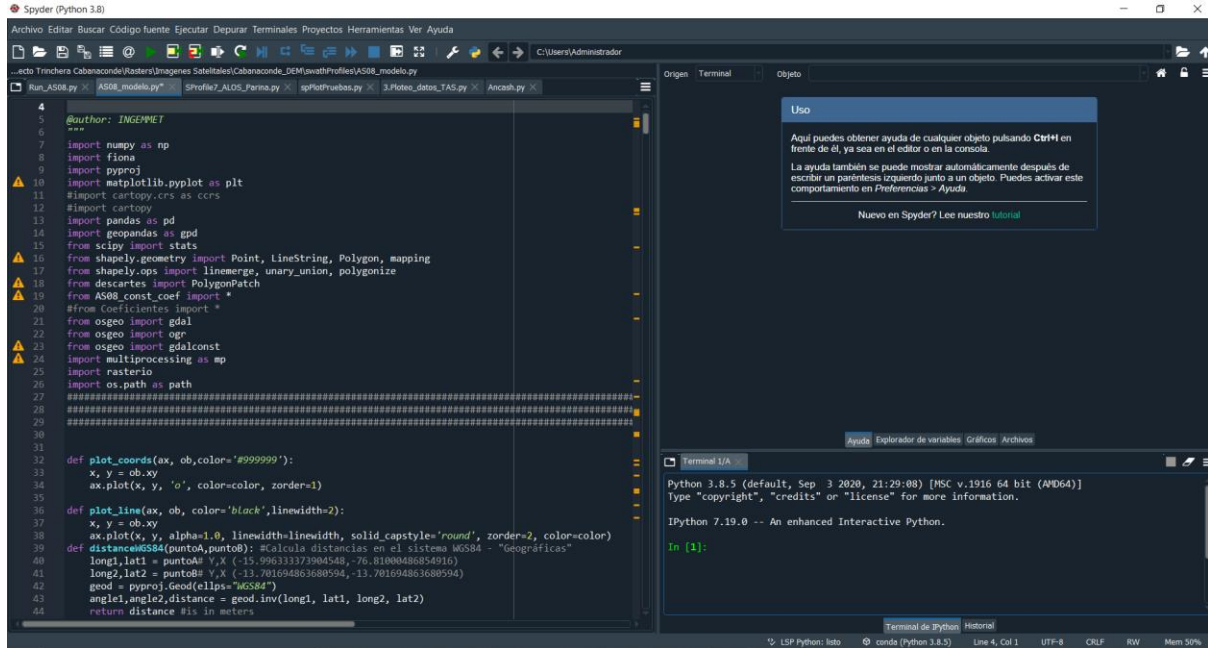 Spyder (Python 3.8)
Archivo Editar Buscar Código fuente Ejecutar Depurar Terminales Proyectos Herramientas Ver Ayuda
C:\Users\Administrador
...ecto Trinchera Cabanaconde\Rasters\Imagenes Satelitales\Cabanaconde_DEM\swathProfiles\AS08_modelo.py
Run_AS08.py AS08_modelo.py* SProfile7_ALOS_Parina.py spPlotPruebas.py 3.Ploteo_datos_TAS.py Ancash.py
4
5 @author: INGEMMET
6 """
7 import numpy as np
8 import fiona
9 import pyproj
10 import matplotlib.pyplot as plt
11 #import cartopy.crs as ccrs
12 #import cartopy
13 import pandas as pd
14 import geopandas as gpd
15 from scipy import stats
16 from shapely.geometry import Point, LineString, Polygon, mapping
17 from shapely.ops import linemerge, unary_union, polygonize
18 from descartes import PolygonPatch
19 from AS08_const_coef import *
20 #from Coeficientes import *
21 from osgeo import gdal
22 from osgeo import ogr
23 from osgeo import gdalconst
24 import multiprocessing as mp
25 import rasterio
26 import os.path as path
27 ####################################################################################################
28 ####################################################################################################
29 ####################################################################################################
30
31
32 def plot_coords(ax, ob,color='#999999'):
33 x, y = ob.xy
34 ax.plot(x, y, 'o', color=color, zorder=1)
35
36 def plot_line(ax, ob, color='black',linewidth=2):
37 x, y = ob.xy
38 ax.plot(x, y, alpha=1.0, linewidth=linewidth, solid_capstyle='round', zorder=2, color=color)
39 def distanceWGS84(puntoA,puntoB): #Calcula distancias en el sistema WGS84 - "Geográficas"
40 long1,lat1 = puntoA# Y,X (-15.996333373904548,-76.81000486854916)
41 long2,lat2 = puntoB# Y,X (-13.701694863680594,-13.701694863680594)
42 geod = pyproj.Geod(ellps="WGS84")
43 angle1,angle2,distance = geod.inv(long1, lat1, long2, lat2)
44 return distance #is in meters
Origen Terminal Objeto
Uso
Aquí puedes obtener ayuda de cualquier objeto pulsando Ctrl+I en
frente de él, ya sea en el editor o en la consola.
La ayuda también se puede mostrar automáticamente después de
escribir un paréntesis izquierdo junto a un objeto. Puedes activar este
comportamiento en Preferencias > Ayuda.
Nuevo en Spyder? Lee nuestro tutorial
Ayuda Explorador de variables Gráficos Archivos
Terminal 1/A
Python 3.8.5 (default, Sep 3 2020, 21:29:08) [MSC v.1916 64 bit (AMD64)]
Type "copyright", "credits" or "license" for more information.
IPython 7.19.0 -- An enhanced Interactive Python.
In [1]:
Terminal de IPython Historial
LSP Python: listo conda (Python 3.8.5) Line 4, Col 1 UTF-8 CRLF RW Mem 50%